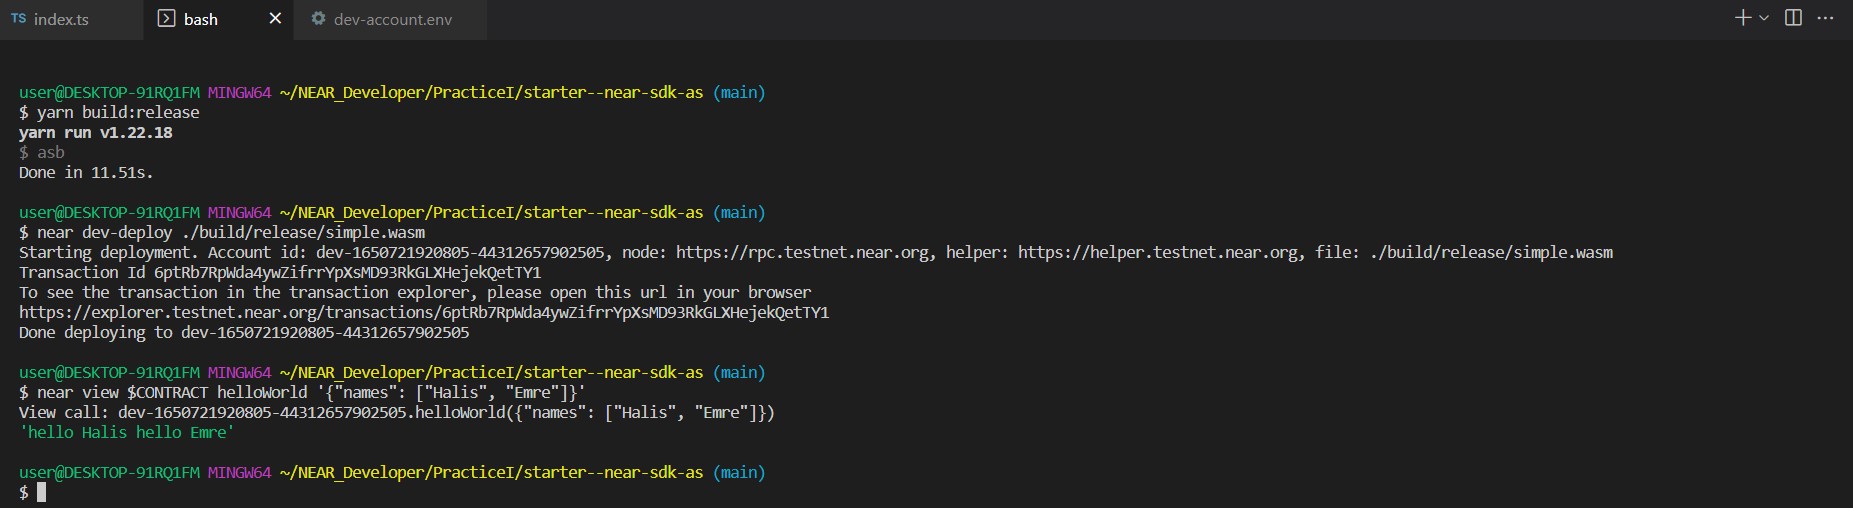 TS index.ts
bash
dev-account.env
user@DESKTOP-91RQ1FM MINGW64 ~/NEAR_Developer/PracticeI/starter--near-sdk-as (main)
$ yarn build:release
yarn run v1.22.18
$ asb
Done in 11.51s.
user@DESKTOP-91RQ1FM MINGW64 ~/NEAR_Developer/PracticeI/starter--near-sdk-as (main)
$ near dev-deploy ./build/release/simple.wasm
Starting deployment. Account id: dev-1650721920805-44312657902505, node: https://rpc.testnet.near.org, helper: https://helper.testnet.near.org, file: ./build/release/simple.wasm
Transaction Id 6ptRb7RpWda4ywZifrrYpXsMD93RkGLXHejekQetTY1
To see the transaction in the transaction explorer, please open this url in your browser
https://explorer.testnet.near.org/transactions/6ptRb7RpWda4ywZifrrYpXsMD93RkGLXHejekQetTY1
Done deploying to dev-1650721920805-44312657902505
user@DESKTOP-91RQ1FM MINGW64 ~/NEAR_Developer/PracticeI/starter--near-sdk-as (main)
$ near view $CONTRACT helloWorld '{"names": ["Halis", "Emre"]}'
View call: dev-1650721920805-44312657902505.helloWorld({"names": ["Halis", "Emre"]})
'hello Halis hello Emre'
user@DESKTOP-91RQ1FM MINGW64 ~/NEAR_Developer/PracticeI/starter--near-sdk-as (main)
$